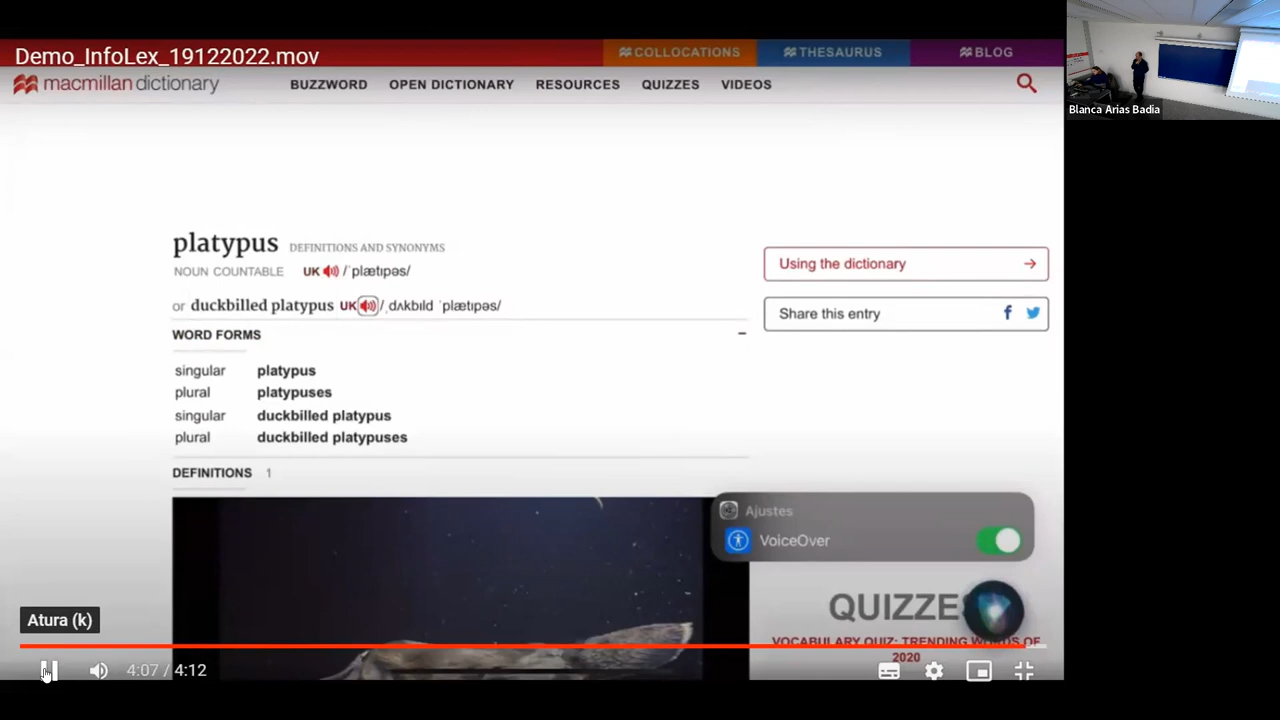 Demo_InfoLex_19122022.mov
COLLOCATIONS
THESAURUS
BLOG
macmillan dictionary
BUZZWORD
OPEN DICTIONARY
RESOURCES
QUIZZES
VIDEOS
Blanca Arias Badia
platypus DEFINITIONS AND SYNONYMS
NOUN COUNTABLE UK /ˈplætɪpəs/
or duckbilled platypus UK /ˌdʌkbɪld ˈplætɪpəs/
Using the dictionary →
Share this entry
WORD FORMS
singular platypus
plural platypuses
singular duckbilled platypus
plural duckbilled platypuses
DEFINITIONS 1
Ajustes
VoiceOver
QUIZZE
VOCABULARY QUIZ: TRENDING WORDS OF
2020
Atura (k)
4:07 / 4:12